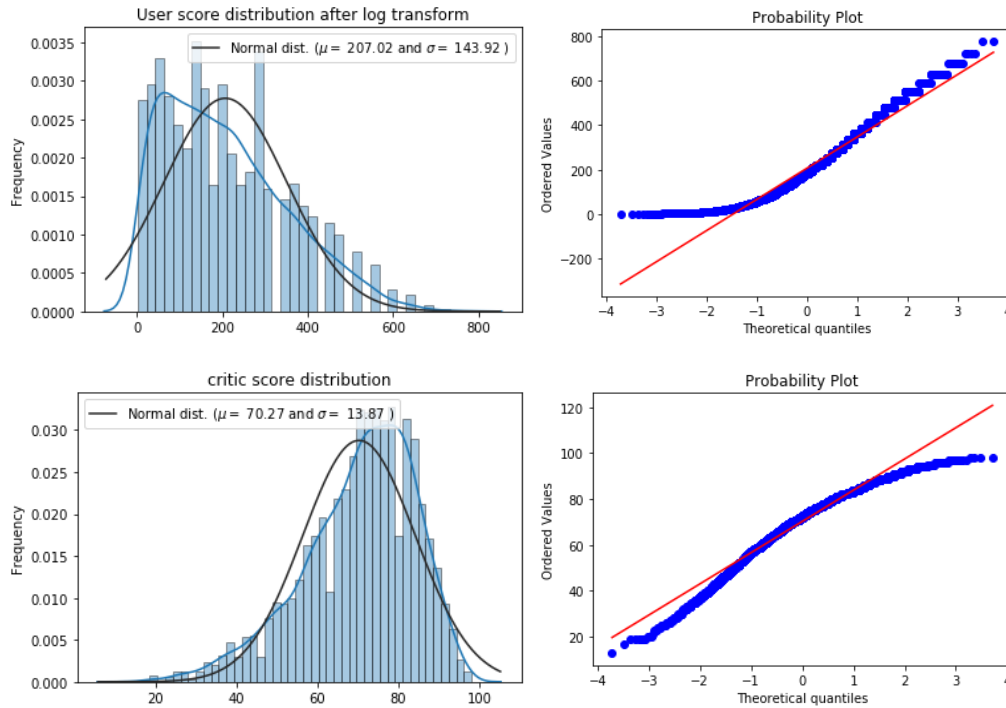 User score distribution after log transform
Normal dist. (μ = 207.02 and σ = 143.92 )
Frequency
0.0035
0.0030
0.0025
0.0020
0.0015
0.0010
0.0005
0.0000
0 200 400 600 800
Probability Plot
Ordered Values
800
600
400
200
0
−200
−4 −3 −2 −1 0 1 2 3 4
Theoretical quantiles
critic score distribution
Normal dist. (μ = 70.27 and σ = 13.87 )
Frequency
0.030
0.025
0.020
0.015
0.010
0.005
0.000
20 40 60 80 100
Probability Plot
Ordered Values
120
100
80
60
40
20
−4 −3 −2 −1 0 1 2 3 4
Theoretical quantiles